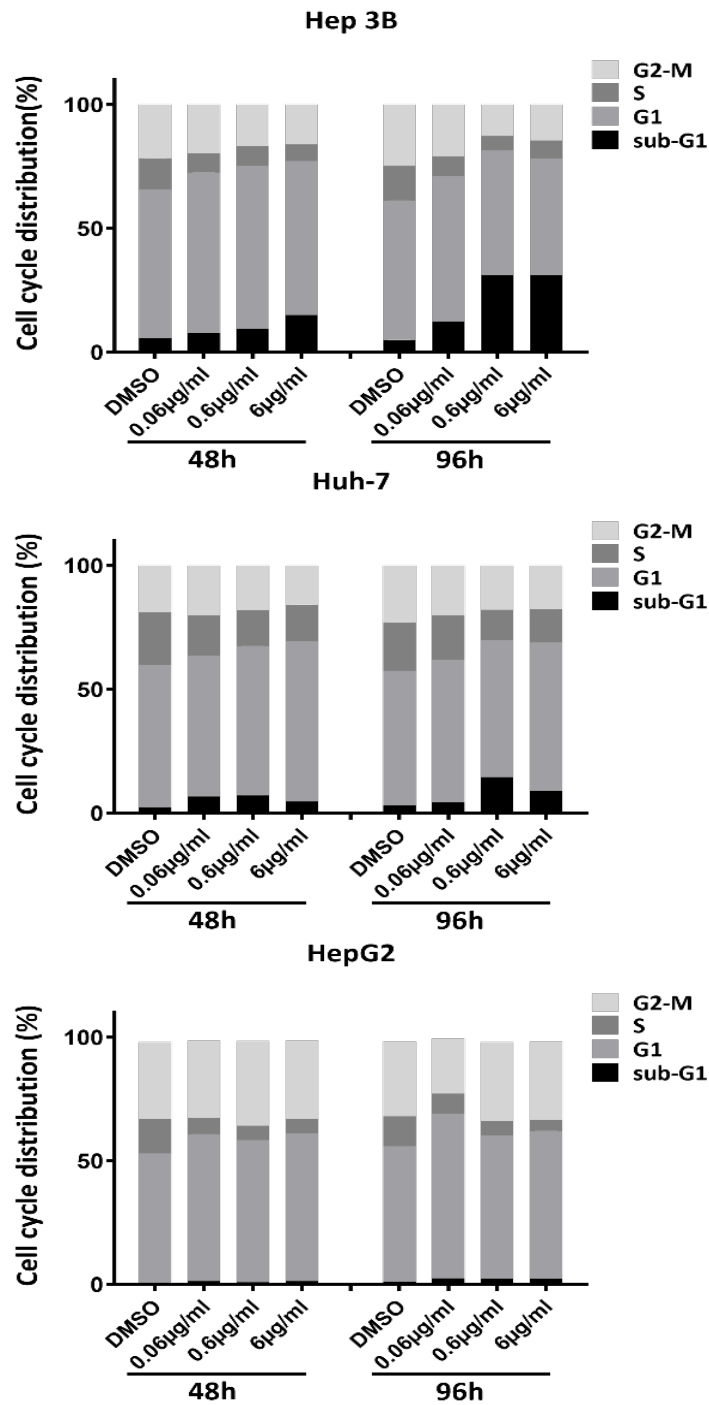 Hep 3B
Cell cycle distribution(%)
100
50
0
G2-M
S
G1
sub-G1
DMSO
0.06µg/ml
0.6µg/ml
6µg/ml
DMSO
0.06µg/ml
0.6µg/ml
6µg/ml
48h
96h
Huh-7
Cell cycle distribution (%)
100
50
0
G2-M
S
G1
sub-G1
DMSO
0.06µg/ml
0.6µg/ml
6µg/ml
DMSO
0.06µg/ml
0.6µg/ml
6µg/ml
48h
96h
HepG2
Cell cycle distribution (%)
100
50
0
G2-M
S
G1
sub-G1
DMSO
0.06µg/ml
0.6µg/ml
6µg/ml
DMSO
0.06µg/ml
0.6µg/ml
6µg/ml
48h
96h